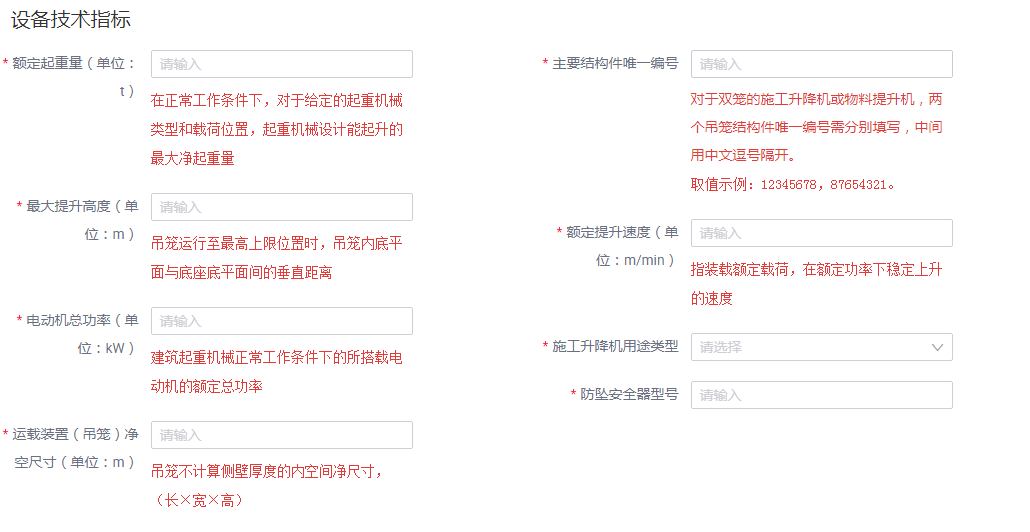 设备技术指标
* 额定起重量（单位：
t）
请输入
在正常工作条件下，对于给定的起重机械
类型和载荷位置，起重机械设计能起升的
最大净起重量
* 最大提升高度（单
位：m）
请输入
吊笼运行至最高上限位置时，吊笼内底平
面与底座底平面间的垂直距离
* 电动机总功率（单
位：kW）
请输入
建筑起重机械正常工作条件下的所搭载电
动机的额定总功率
* 运载装置（吊笼）净
空尺寸（单位：m）
请输入
吊笼不计算侧壁厚度的内空间净尺寸，
（长×宽×高）
* 主要结构件唯一编号
请输入
对于双笼的施工升降机或物料提升机，两
个吊笼结构件唯一编号需分别填写，中间
用中文逗号隔开。
取值示例：12345678，87654321。
* 额定提升速度（单
位：m/min）
请输入
指装载额定载荷，在额定功率下稳定上升
的速度
* 施工升降机用途类型
请选择
* 防坠安全器型号
请输入